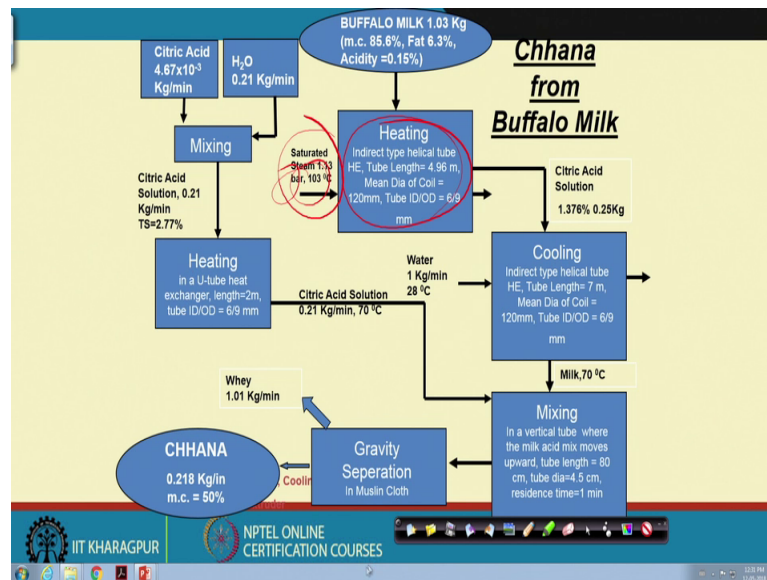 BUFFALO MILK 1.03 Kg
(m.c. 85.6%, Fat 6.3%,
Acidity =0.15%)
Chhana
from
Buffalo Milk
Citric Acid
4.67x10-3
Kg/min
H2O
0.21 Kg/min
Mixing
Heating
Indirect type helical tube
HE, Tube Length= 4.96 m,
Mean Dia of Coil =
120mm, Tube ID/OD = 6/9
mm
Saturated
Steam 1.13
bar, 103 0C
Citric Acid
Solution
1.376% 0.25Kg
Citric Acid
Solution, 0.21
Kg/min
TS=2.77%
Heating
in a U-tube heat
exchanger, length=2m,
tube ID/OD = 6/9 mm
Water
1 Kg/min
28 0C
Cooling
Indirect type helical tube
HE, Tube Length= 7 m,
Mean Dia of Coil =
120mm, Tube ID/OD = 6/9
mm
Citric Acid Solution
0.21 Kg/min, 70 0C
Milk,70 0C
Whey
1.01 Kg/min
Mixing
In a vertical tube where
the milk acid mix moves
upward, tube length = 80
cm, tube dia=4.5 cm,
residence time=1 min
Gravity
Seperation
In Muslin Cloth
CHHANA
0.218 Kg/in
m.c. = 50%
, Coolin
IIT KHARAGPUR
NPTEL ONLINE
CERTIFICATION COURSES